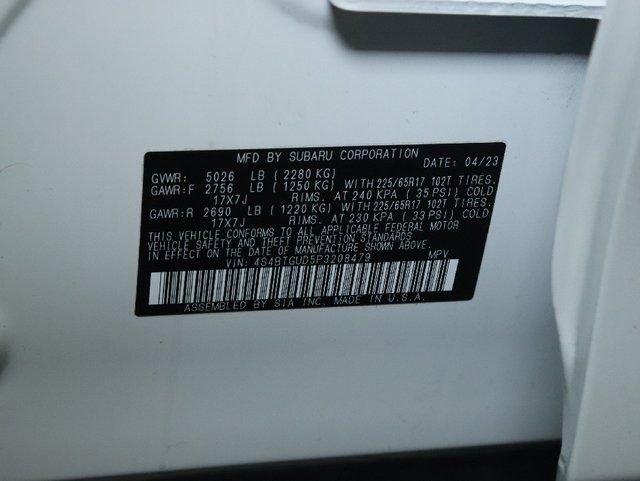 MFD BY SUBARU CORPORATION DATE: 04/23
GVWR: 5026 LB ( 2280 KG)
GAWR:F 2756 LB ( 1250 KG) WITH 225/65R17 102T TIRES.
17X7J RIMS. AT 240 KPA ( 35 PSI) COLD
GAWR:R 2690 LB ( 1220 KG) WITH 225/65R17 102T TIRES.
17X7J RIMS. AT 230 KPA ( 33 PSI) COLD
THIS VEHICLE CONFORMS TO ALL APPLICABLE FEDERAL MOTOR
VEHICLE SAFETY AND THEFT PREVENTION STANDARDS
IN EFFECT ON THE DATE OF MANUFACTURE SHOWN ABOVE.
VIN: 4S4BTGUD5P3208479 MPV
ASSEMBLED BY SIA INC. MADE IN U.S.A.